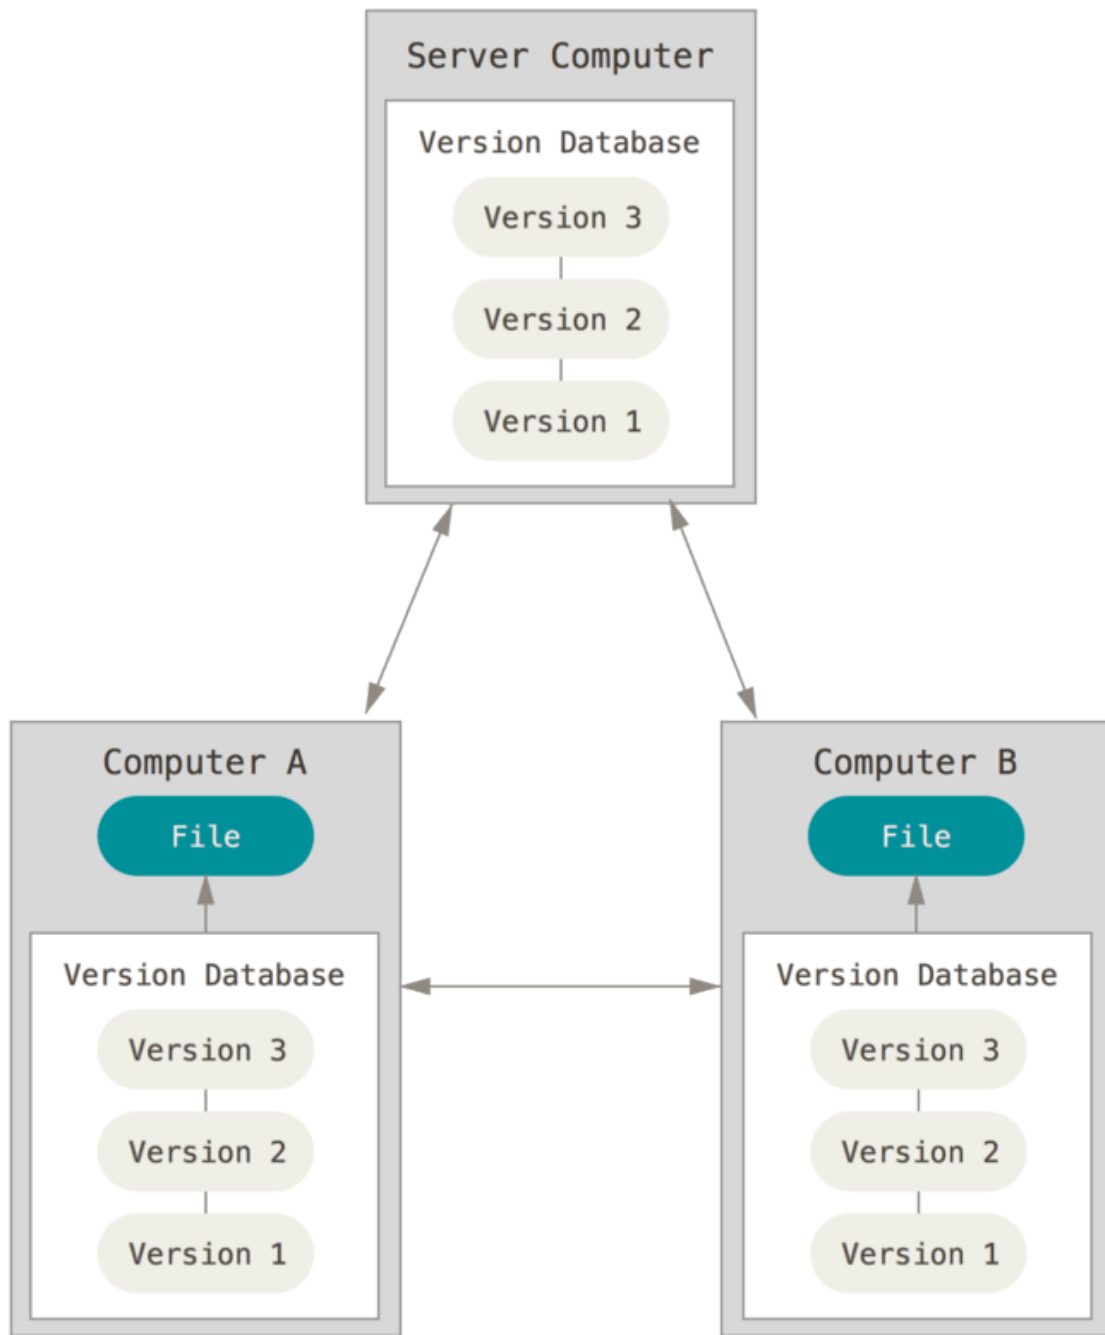 Server Computer
Version Database
Version 3
Version 2
Version 1
Computer A
File
Version Database
Version 3
Version 2
Version 1
Computer B
File
Version Database
Version 3
Version 2
Version 1